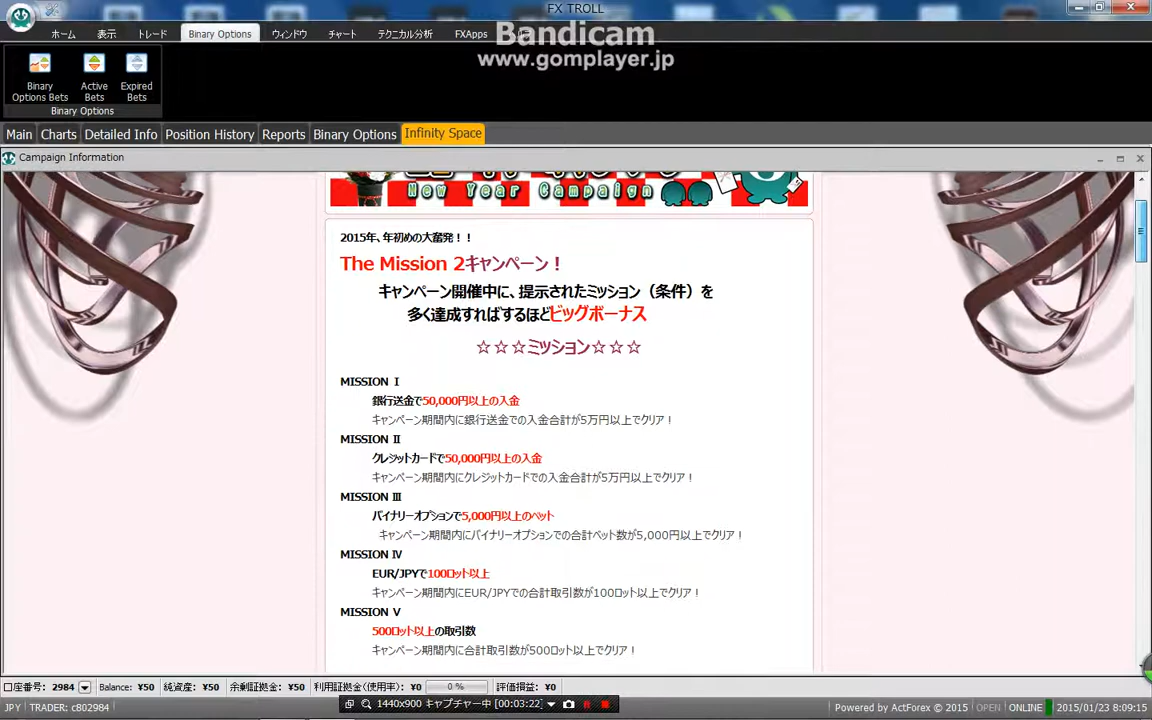 FX TROLL
ホーム 表示 トレード Binary Options ウィンドウ チャート テクニカル分析 FXApps
Bandicam
www.gomplayer.jp
Binary Options Bets
Active Bets
Expired Bets
Binary Options
Main Charts Detailed Info Position History Reports Binary Options Infinity Space
Campaign Information
New Year Campaign
2015年、年初めの大奮発！！
The Mission 2キャンペーン！
キャンペーン開催中に、提示されたミッション（条件）を
多く達成すればするほどビッグボーナス
☆☆☆ミッション☆☆☆
MISSION Ⅰ
銀行送金で50,000円以上の入金
キャンペーン期間内に銀行送金での入金合計が5万円以上でクリア！
MISSION Ⅱ
クレジットカードで50,000円以上の入金
キャンペーン期間内にクレジットカードでの入金合計が5万円以上でクリア！
MISSION Ⅲ
バイナリーオプションで5,000円以上のベット
キャンペーン期間内にバイナリーオプションでの合計ベット数が5,000円以上でクリア！
MISSION Ⅳ
EUR/JPYで100ロット以上
キャンペーン期間内にEUR/JPYでの合計取引数が100ロット以上でクリア！
MISSION Ⅴ
500ロット以上の取引数
キャンペーン期間内に合計取引数が500ロット以上でクリア！
口座番号: 2984 Balance: ¥50 純資産: ¥50 余剰証拠金: ¥50 利用証拠金(使用率): ¥0 0 % 評価損益: ¥0
1440x900 キャプチャー中 [00:03:22]
JPY TRADER: c802984 Powered by ActForex © 2015 OPEN ONLINE 2015/01/23 8:09:15